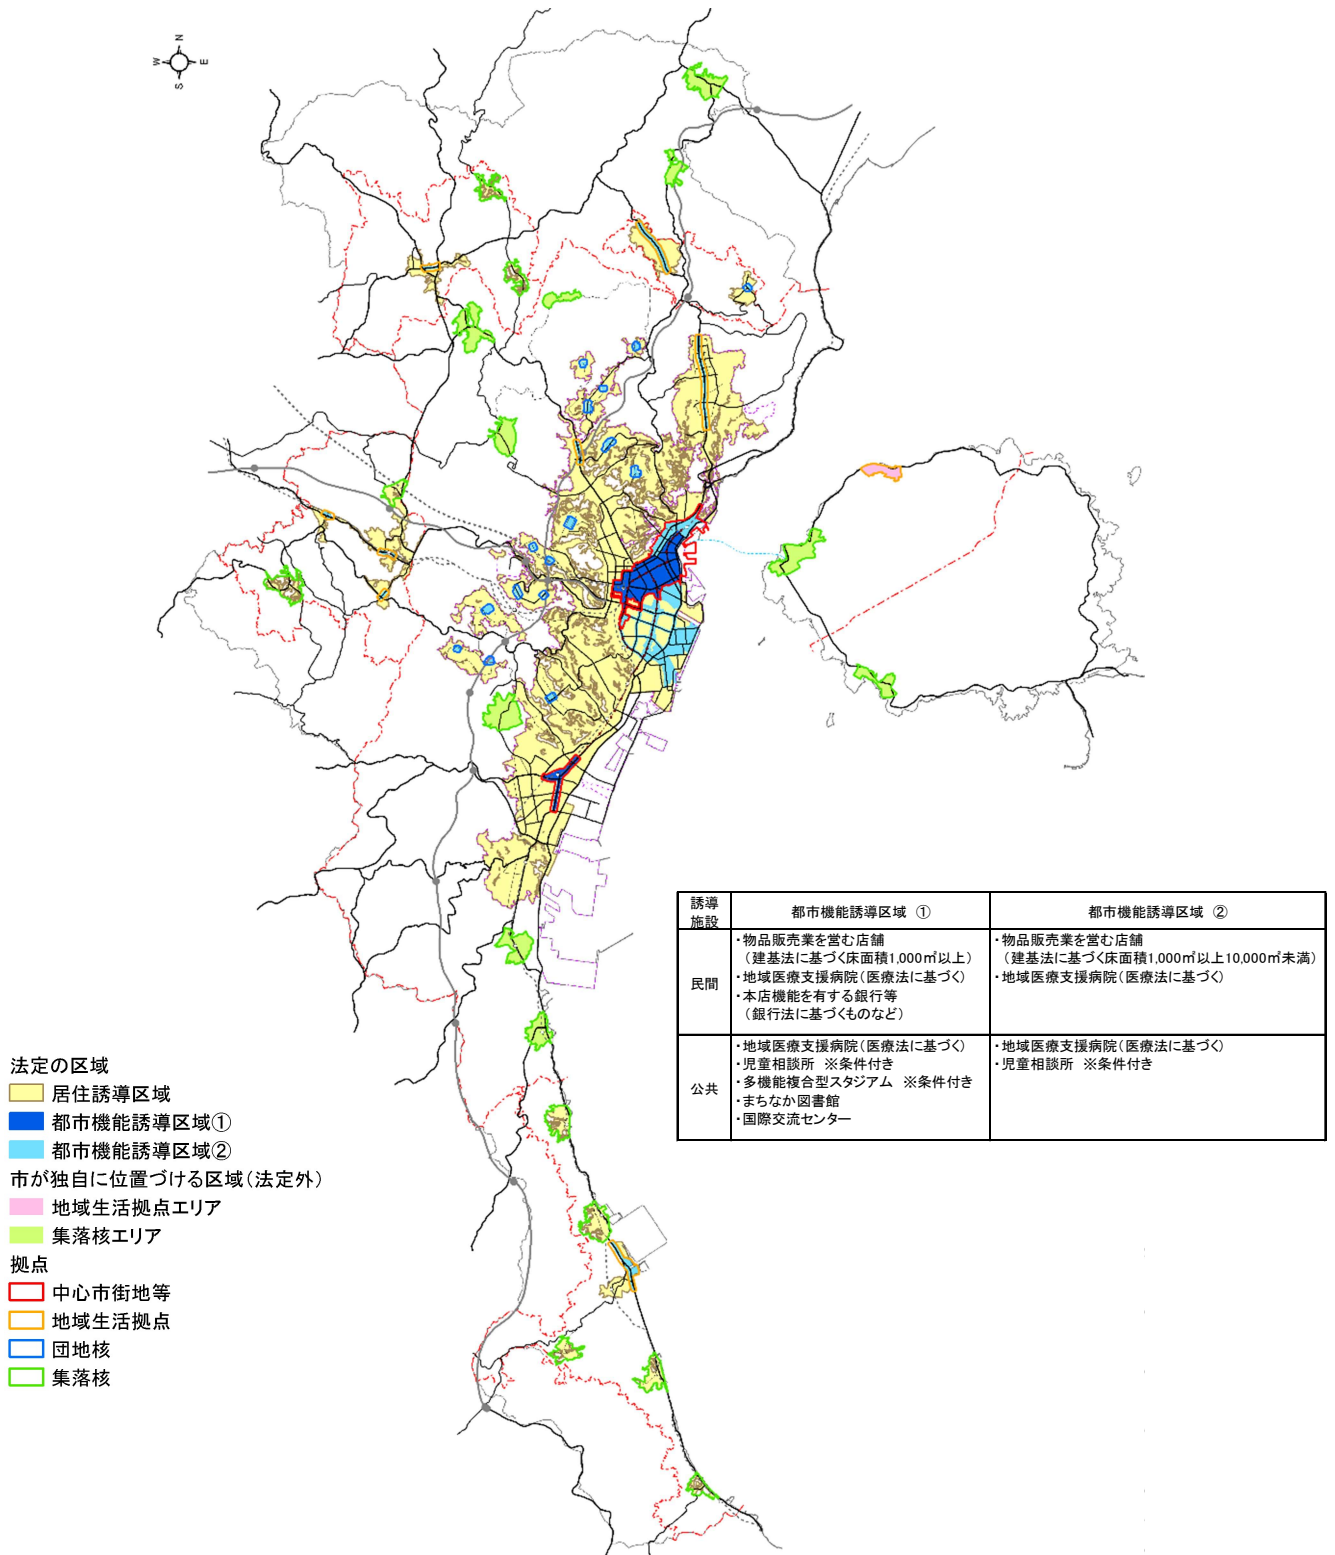 N
W
E
S
誘導
施設
都市機能誘導区域 ①
都市機能誘導区域 ②
民間
・物品販売業を営む店舗
（建基法に基づく床面積1,000㎡以上）
・地域医療支援病院（医療法に基づく）
・本店機能を有する銀行等
（銀行法に基づくものなど）
・物品販売業を営む店舗
（建基法に基づく床面積1,000㎡以上10,000㎡未満）
・地域医療支援病院（医療法に基づく）
公共
・地域医療支援病院（医療法に基づく）
・児童相談所 ※条件付き
・多機能複合型スタジアム ※条件付き
・まちなか図書館
・国際交流センター
・地域医療支援病院（医療法に基づく）
・児童相談所 ※条件付き
法定の区域
居住誘導区域
都市機能誘導区域①
都市機能誘導区域②
市が独自に位置づける区域（法定外）
地域生活拠点エリア
集落核エリア
拠点
中心市街地等
地域生活拠点
団地核
集落核